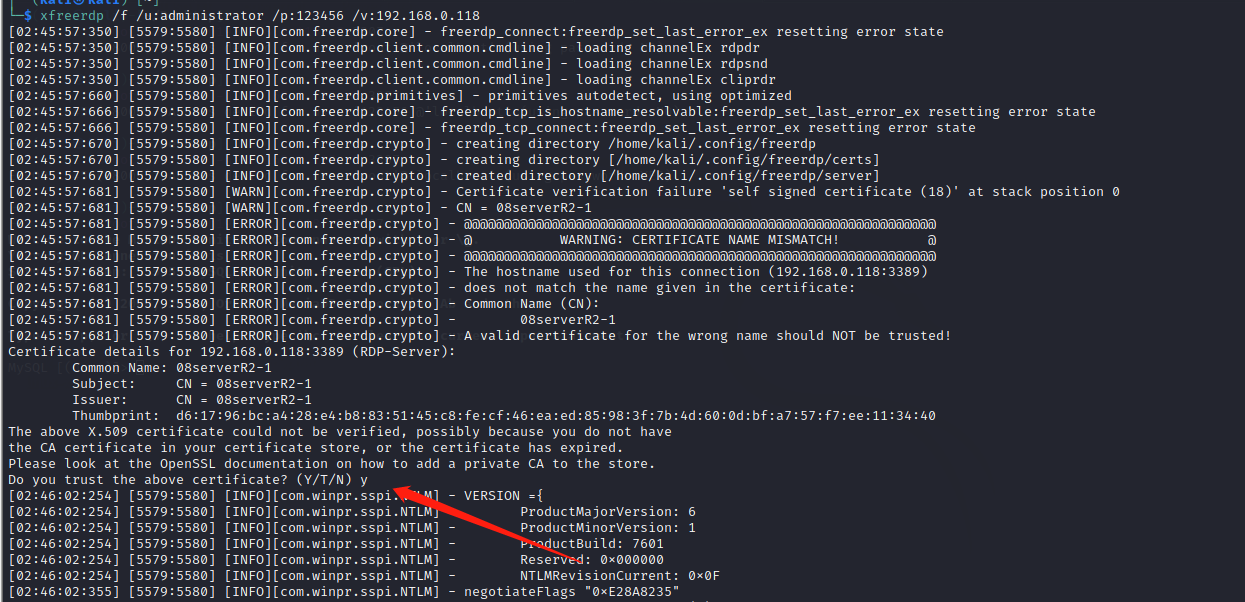 (kali㉿kali) [~]
└─$ xfreerdp /f /u:administrator /p:123456 /v:192.168.0.118
[02:45:57:350] [5579:5580] [INFO][com.freerdp.core] - freerdp_connect:freerdp_set_last_error_ex resetting error state
[02:45:57:350] [5579:5580] [INFO][com.freerdp.client.common.cmdline] - loading channelEx rdpdr
[02:45:57:350] [5579:5580] [INFO][com.freerdp.client.common.cmdline] - loading channelEx rdpsnd
[02:45:57:350] [5579:5580] [INFO][com.freerdp.client.common.cmdline] - loading channelEx cliprdr
[02:45:57:660] [5579:5580] [INFO][com.freerdp.primitives] - primitives autodetect, using optimized
[02:45:57:666] [5579:5580] [INFO][com.freerdp.core] - freerdp_tcp_is_hostname_resolvable:freerdp_set_last_error_ex resetting error state
[02:45:57:666] [5579:5580] [INFO][com.freerdp.core] - freerdp_tcp_connect:freerdp_set_last_error_ex resetting error state
[02:45:57:670] [5579:5580] [INFO][com.freerdp.crypto] - creating directory /home/kali/.config/freerdp
[02:45:57:670] [5579:5580] [INFO][com.freerdp.crypto] - creating directory [/home/kali/.config/freerdp/certs]
[02:45:57:670] [5579:5580] [INFO][com.freerdp.crypto] - created directory [/home/kali/.config/freerdp/server]
[02:45:57:681] [5579:5580] [WARN][com.freerdp.crypto] - Certificate verification failure 'self signed certificate (18)' at stack position 0
[02:45:57:681] [5579:5580] [WARN][com.freerdp.crypto] - CN = 08serverR2-1
[02:45:57:681] [5579:5580] [ERROR][com.freerdp.crypto] - @@@@@@@@@@@@@@@@@@@@@@@@@@@@@@@@@@@@@@@@@@@@@@@@@@@@@@@@@@@
[02:45:57:681] [5579:5580] [ERROR][com.freerdp.crypto] - @           WARNING: CERTIFICATE NAME MISMATCH!           @
[02:45:57:681] [5579:5580] [ERROR][com.freerdp.crypto] - @@@@@@@@@@@@@@@@@@@@@@@@@@@@@@@@@@@@@@@@@@@@@@@@@@@@@@@@@@@
[02:45:57:681] [5579:5580] [ERROR][com.freerdp.crypto] - The hostname used for this connection (192.168.0.118:3389)
[02:45:57:681] [5579:5580] [ERROR][com.freerdp.crypto] - does not match the name given in the certificate:
[02:45:57:681] [5579:5580] [ERROR][com.freerdp.crypto] - Common Name (CN):
[02:45:57:681] [5579:5580] [ERROR][com.freerdp.crypto] -        08serverR2-1
[02:45:57:681] [5579:5580] [ERROR][com.freerdp.crypto] - A valid certificate for the wrong name should NOT be trusted!
Certificate details for 192.168.0.118:3389 (RDP-Server):
Common Name: 08serverR2-1
Subject:     CN = 08serverR2-1
Issuer:      CN = 08serverR2-1
Thumbprint:  d6:17:96:bc:a4:28:e4:b8:83:51:45:c8:fe:cf:46:ea:ed:85:98:3f:7b:4d:60:0d:bf:a7:57:f7:ee:11:34:40
The above X.509 certificate could not be verified, possibly because you do not have
the CA certificate in your certificate store, or the certificate has expired.
Please look at the OpenSSL documentation on how to add a private CA to the store.
Do you trust the above certificate? (Y/T/N) y
[02:46:02:254] [5579:5580] [INFO][com.winpr.sspi.NTLM] - VERSION ={
[02:46:02:254] [5579:5580] [INFO][com.winpr.sspi.NTLM] -        ProductMajorVersion: 6
[02:46:02:254] [5579:5580] [INFO][com.winpr.sspi.NTLM] -        ProductMinorVersion: 1
[02:46:02:254] [5579:5580] [INFO][com.winpr.sspi.NTLM] -        ProductBuild: 7601
[02:46:02:254] [5579:5580] [INFO][com.winpr.sspi.NTLM] -        Reserved: 0×000000
[02:46:02:254] [5579:5580] [INFO][com.winpr.sspi.NTLM] -        NTLMRevisionCurrent: 0×0F
[02:46:02:355] [5579:5580] [INFO][com.winpr.sspi.NTLM] - negotiateFlags "0×E28A8235"